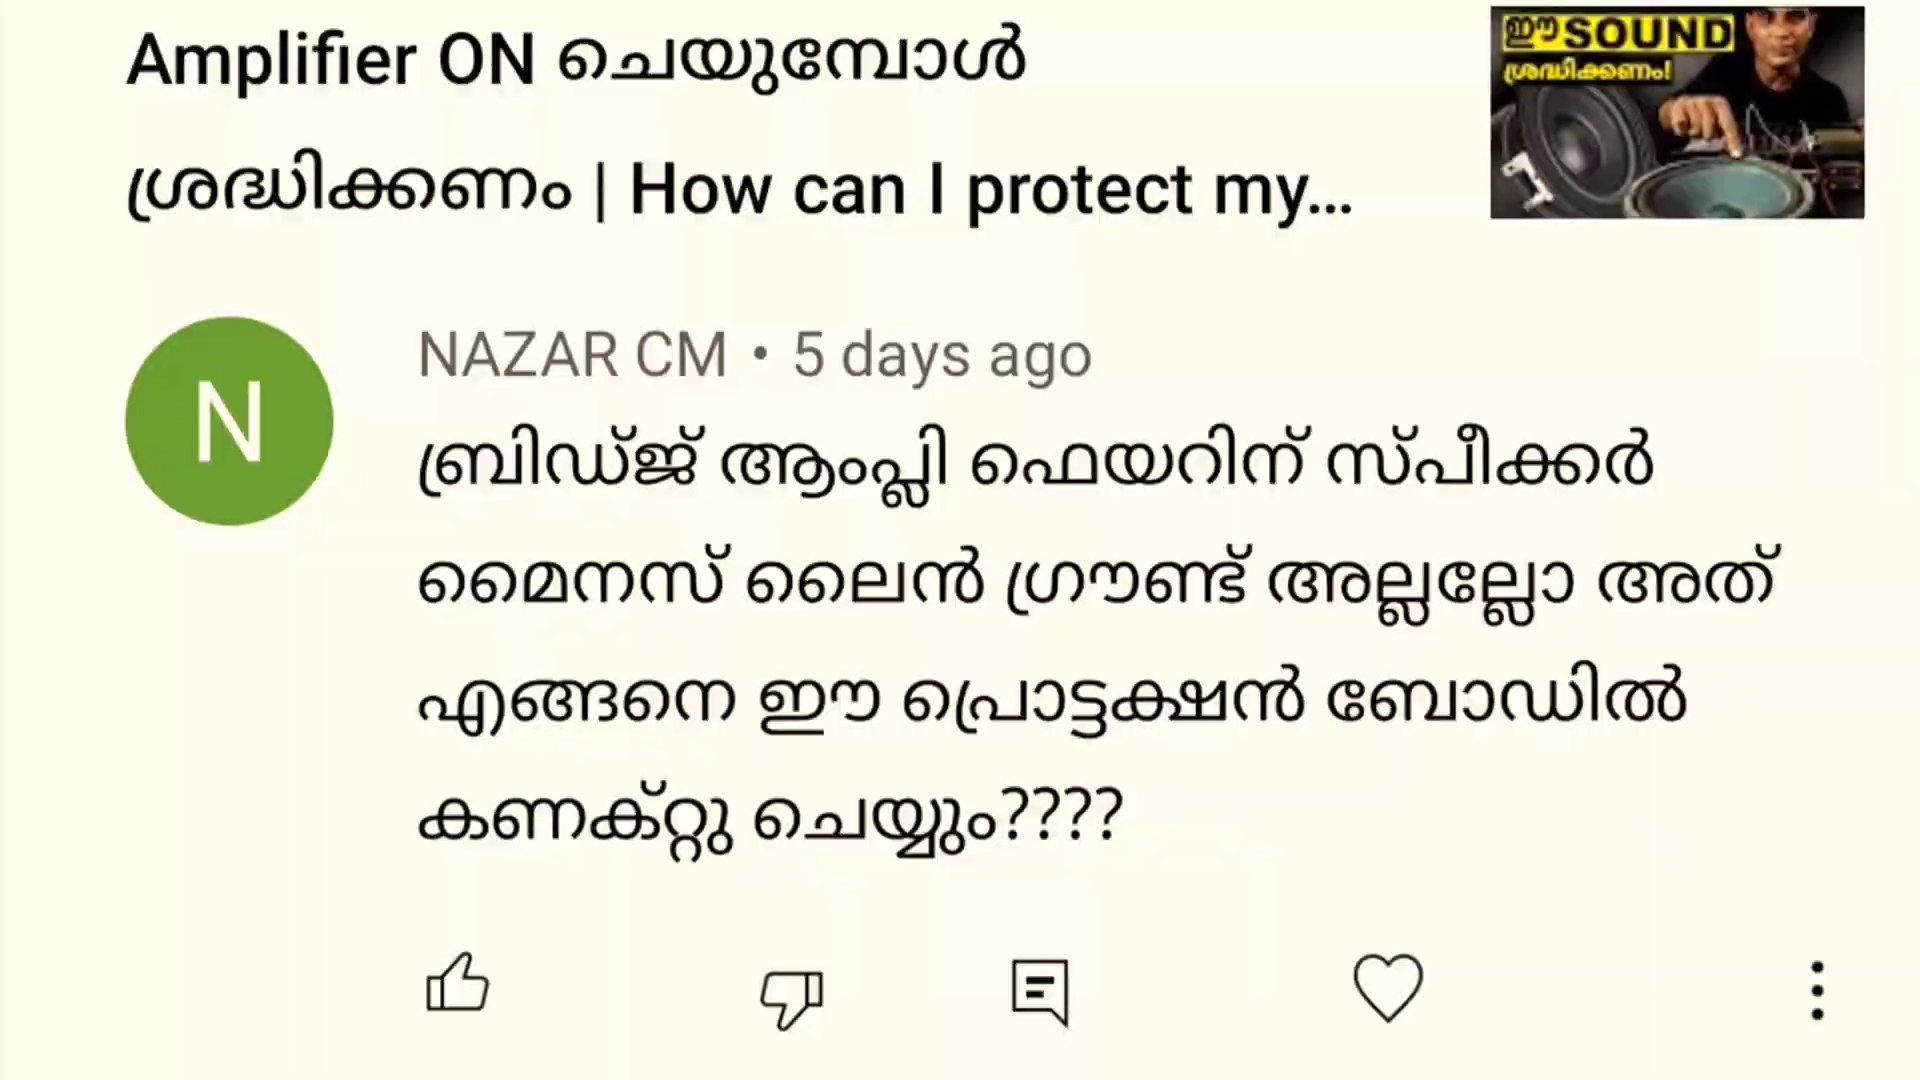 Amplifier ON ചെയുമ്പോൾ
ശ്രദ്ധിക്കണം | How can I protect my...
ഈ SOUND
ശ്രദ്ധിക്കണം!
N
NAZAR CM • 5 days ago
ബ്രിഡ്ജ് ആംപ്ലി ഫെയറിന് സ്പീക്കർ
മൈനസ് ലൈൻ ഗ്രൗണ്ട് അല്ലല്ലോ അത്
എങ്ങനെ ഈ പ്രൊട്ടക്ഷൻ ബോഡിൽ
കണക്റ്റു ചെയ്യും????